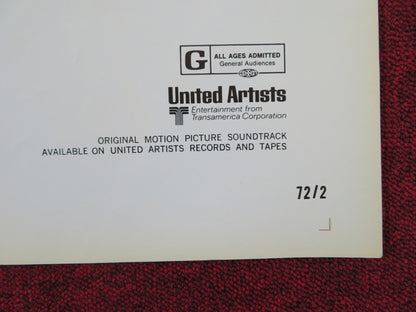 G ALL AGES ADMITTED
General Audiences
United Artists
Entertainment from
Transamerica Corporation
ORIGINAL MOTION PICTURE SOUNDTRACK
AVAILABLE ON UNITED ARTISTS RECORDS AND TAPES
72/2